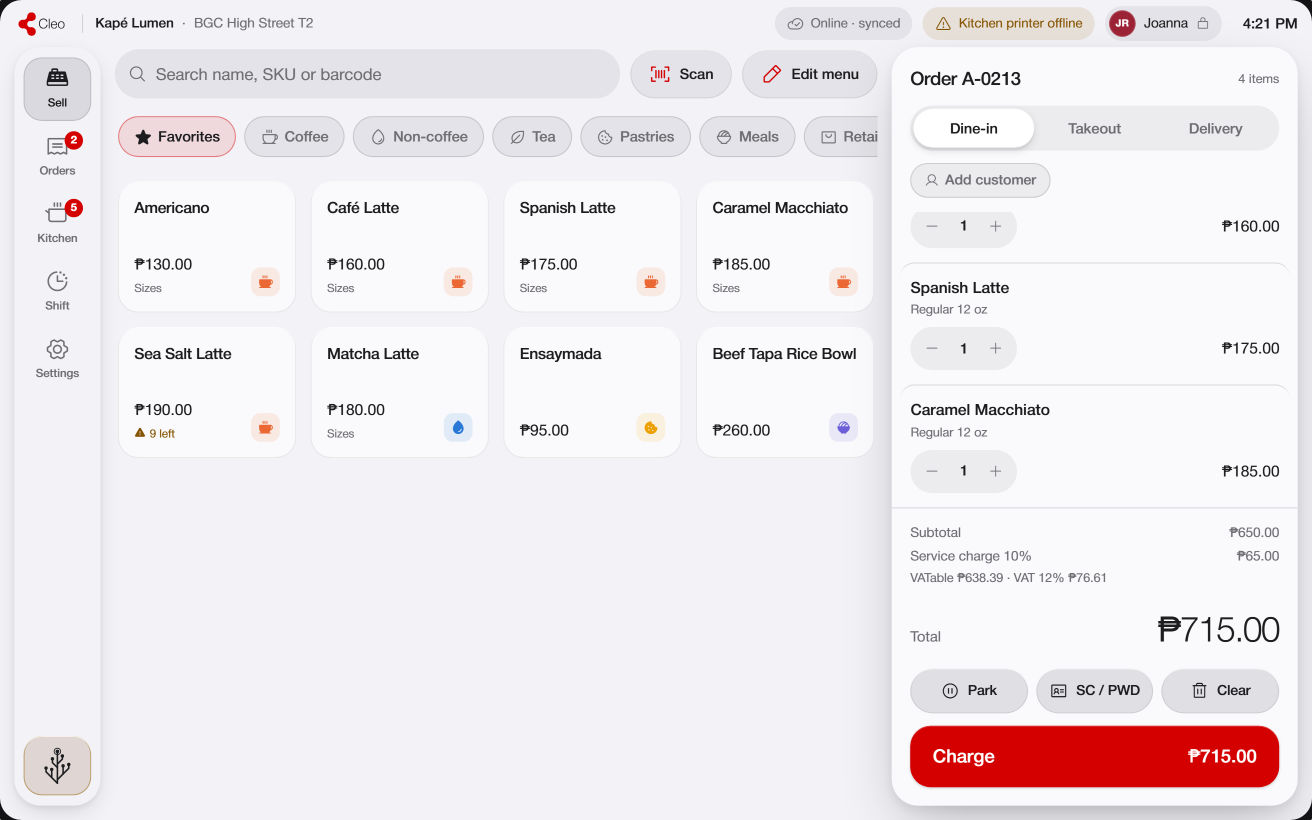 Cleo
Kapé Lumen · BGC High Street T2
Online · synced
Kitchen printer offline
JR
Joanna
4:21 PM
Sell
2
Orders
5
Kitchen
Shift
Settings
Search name, SKU or barcode
Scan
Edit menu
Favorites
Coffee
Non-coffee
Tea
Pastries
Meals
Retai
Americano
₱130.00
Sizes
Café Latte
₱160.00
Sizes
Spanish Latte
₱175.00
Sizes
Caramel Macchiato
₱185.00
Sizes
Sea Salt Latte
₱190.00
9 left
Matcha Latte
₱180.00
Sizes
Ensaymada
₱95.00
Beef Tapa Rice Bowl
₱260.00
Order A-0213
4 items
Dine-in
Takeout
Delivery
Add customer
− 1 + ₱160.00
Spanish Latte
Regular 12 oz
− 1 + ₱175.00
Caramel Macchiato
Regular 12 oz
− 1 + ₱185.00
Subtotal ₱650.00
Service charge 10% ₱65.00
VATable ₱638.39 · VAT 12% ₱76.61
Total ₱715.00
Park
SC / PWD
Clear
Charge ₱715.00